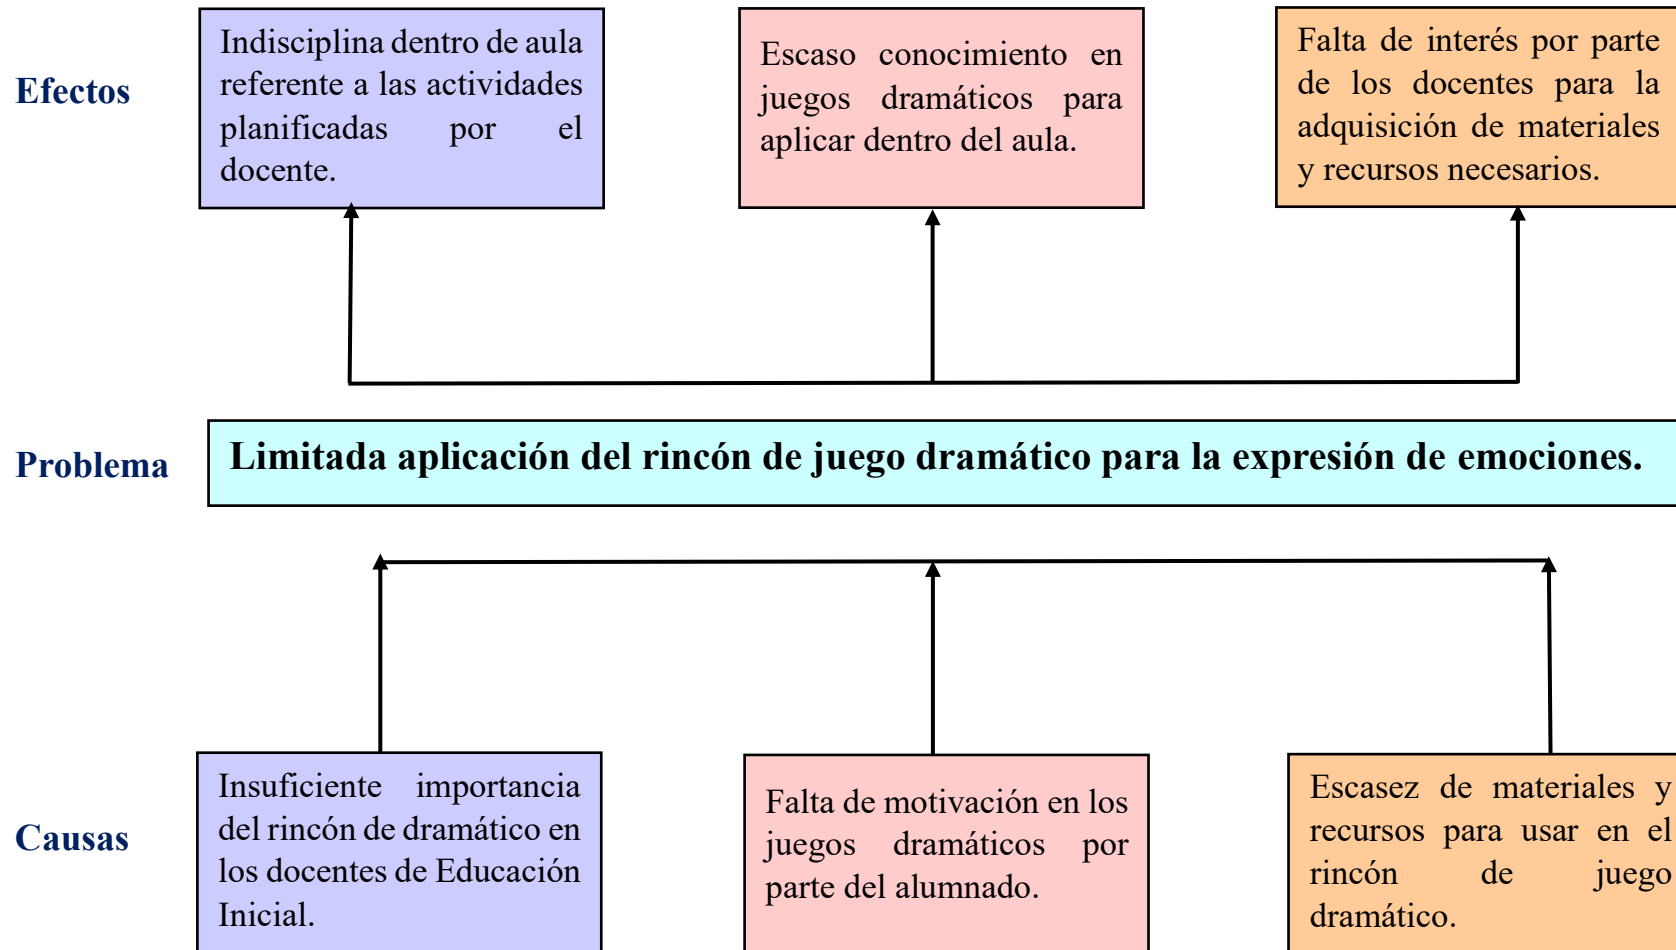 Efectos
Indisciplina dentro de aula
referente a las actividades
planificadas por el
docente.
Escaso conocimiento en
juegos dramáticos para
aplicar dentro del aula.
Falta de interés por parte
de los docentes para la
adquisición de materiales
y recursos necesarios.
Problema
Limitada aplicación del rincón de juego dramático para la expresión de emociones.
Causas
Insuficiente importancia
del rincón de dramático en
los docentes de Educación
Inicial.
Falta de motivación en los
juegos dramáticos por
parte del alumnado.
Escasez de materiales y
recursos para usar en el
rincón de juego
dramático.